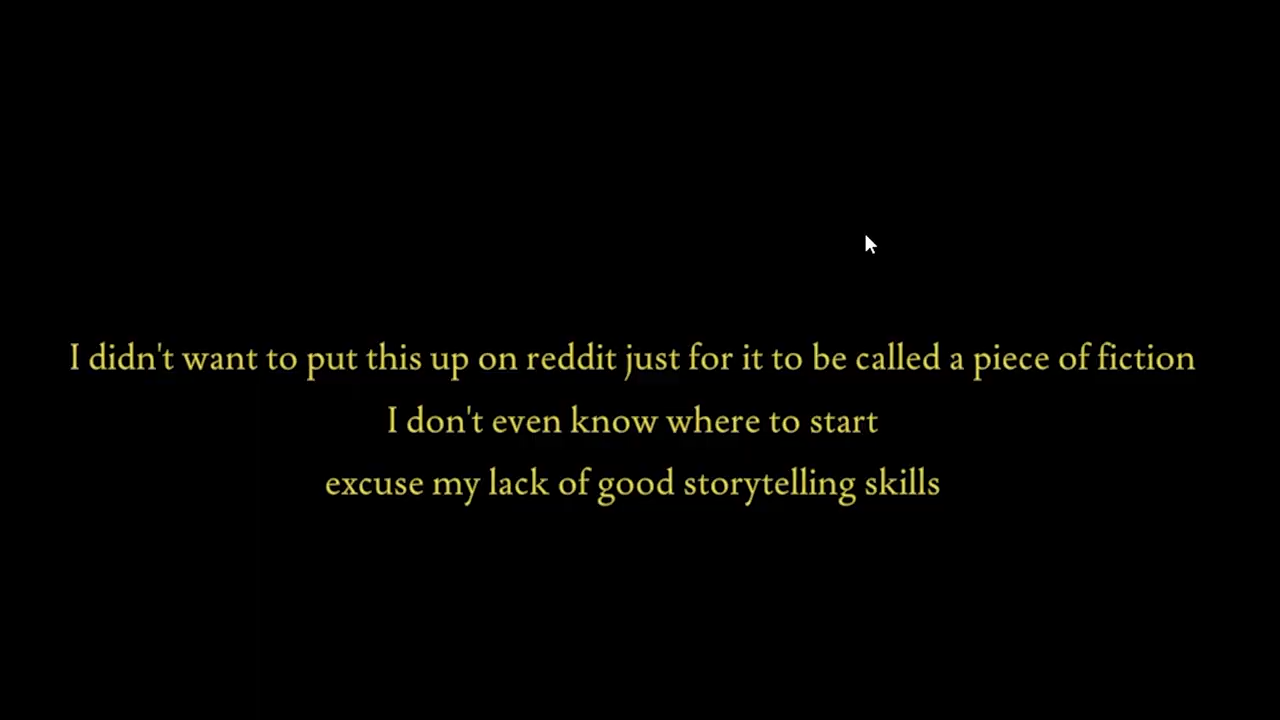 I didn't want to put this up on reddit just for it to be called a piece of fiction
I don't even know where to start
excuse my lack of good storytelling skills